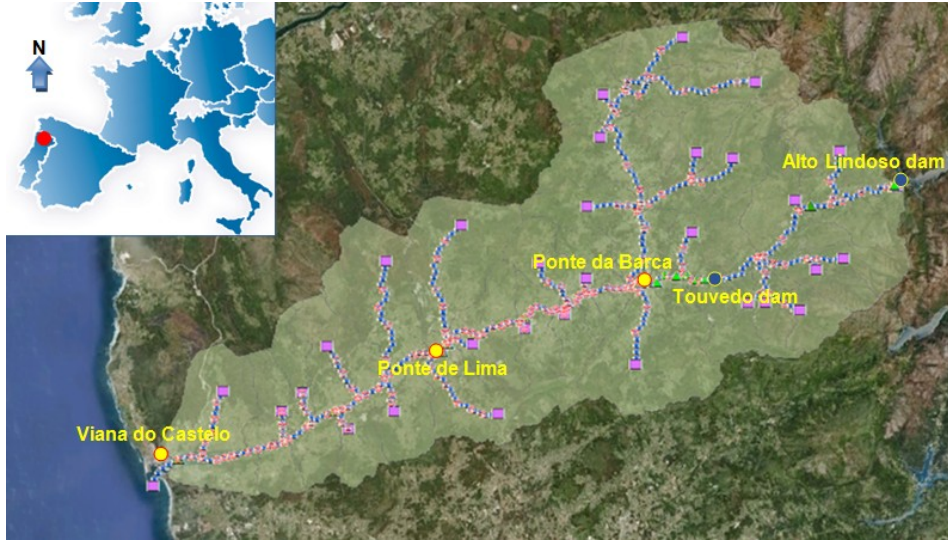 N
Alto Lindoso dam
Ponte da Barca
Touvedo dam
Ponte de Lima
Viana do Castelo